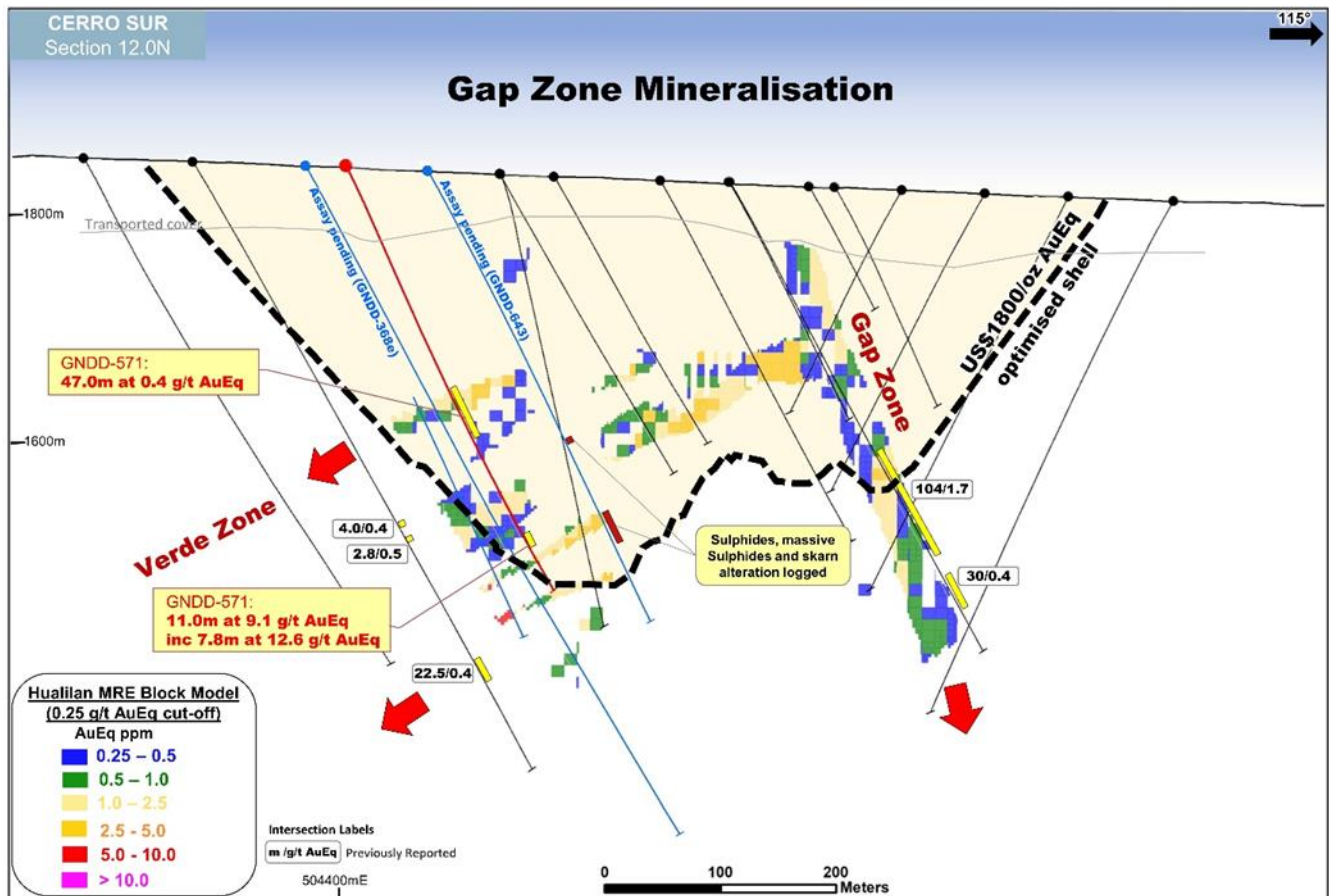 CERRO SUR
Section 12.0N
115°
Gap Zone Mineralisation
1800m
Transported cover
Assay pending (GNDD-368e)
Assay pending (GNDD-643)
US$1800/oz AuEq
optimised shell
Gap Zone
GNDD-571:
47.0m at 0.4 g/t AuEq
1600m
Verde Zone
4.0/0.4
2.8/0.5
104/1.7
30/0.4
Sulphides, massive
Sulphides and skarn
alteration logged
GNDD-571:
11.0m at 9.1 g/t AuEq
inc 7.8m at 12.6 g/t AuEq
22.5/0.4
Hualilan MRE Block Model
(0.25 g/t AuEq cut-off)
AuEq ppm
0.25 – 0.5
0.5 – 1.0
1.0 – 2.5
2.5 - 5.0
5.0 - 10.0
> 10.0
Intersection Labels
m /g/t AuEq Previously Reported
504400mE
0 100 200
Meters